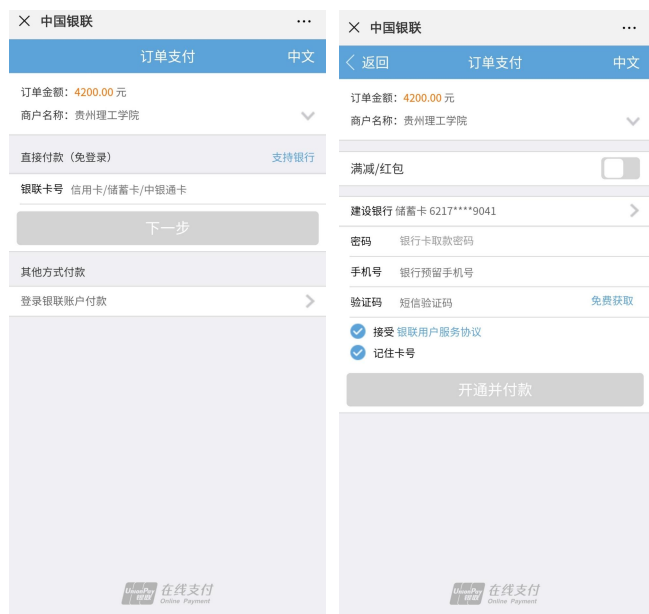 中国银联
订单支付 中文
订单金额：4200.00 元
商户名称：贵州理工学院
直接付款（免登录） 支持银行
银联卡号 信用卡/储蓄卡/中银通卡
下一步
其他方式付款
登录银联账户付款
UnionPay 银联 在线支付
Online Payment
中国银联
返回 订单支付 中文
订单金额：4200.00 元
商户名称：贵州理工学院
满减/红包
建设银行 储蓄卡 6217****9041
密码 银行卡取款密码
手机号 银行预留手机号
验证码 短信验证码 免费获取
接受 银联用户服务协议
记住卡号
开通并付款
UnionPay 银联 在线支付
Online Payment